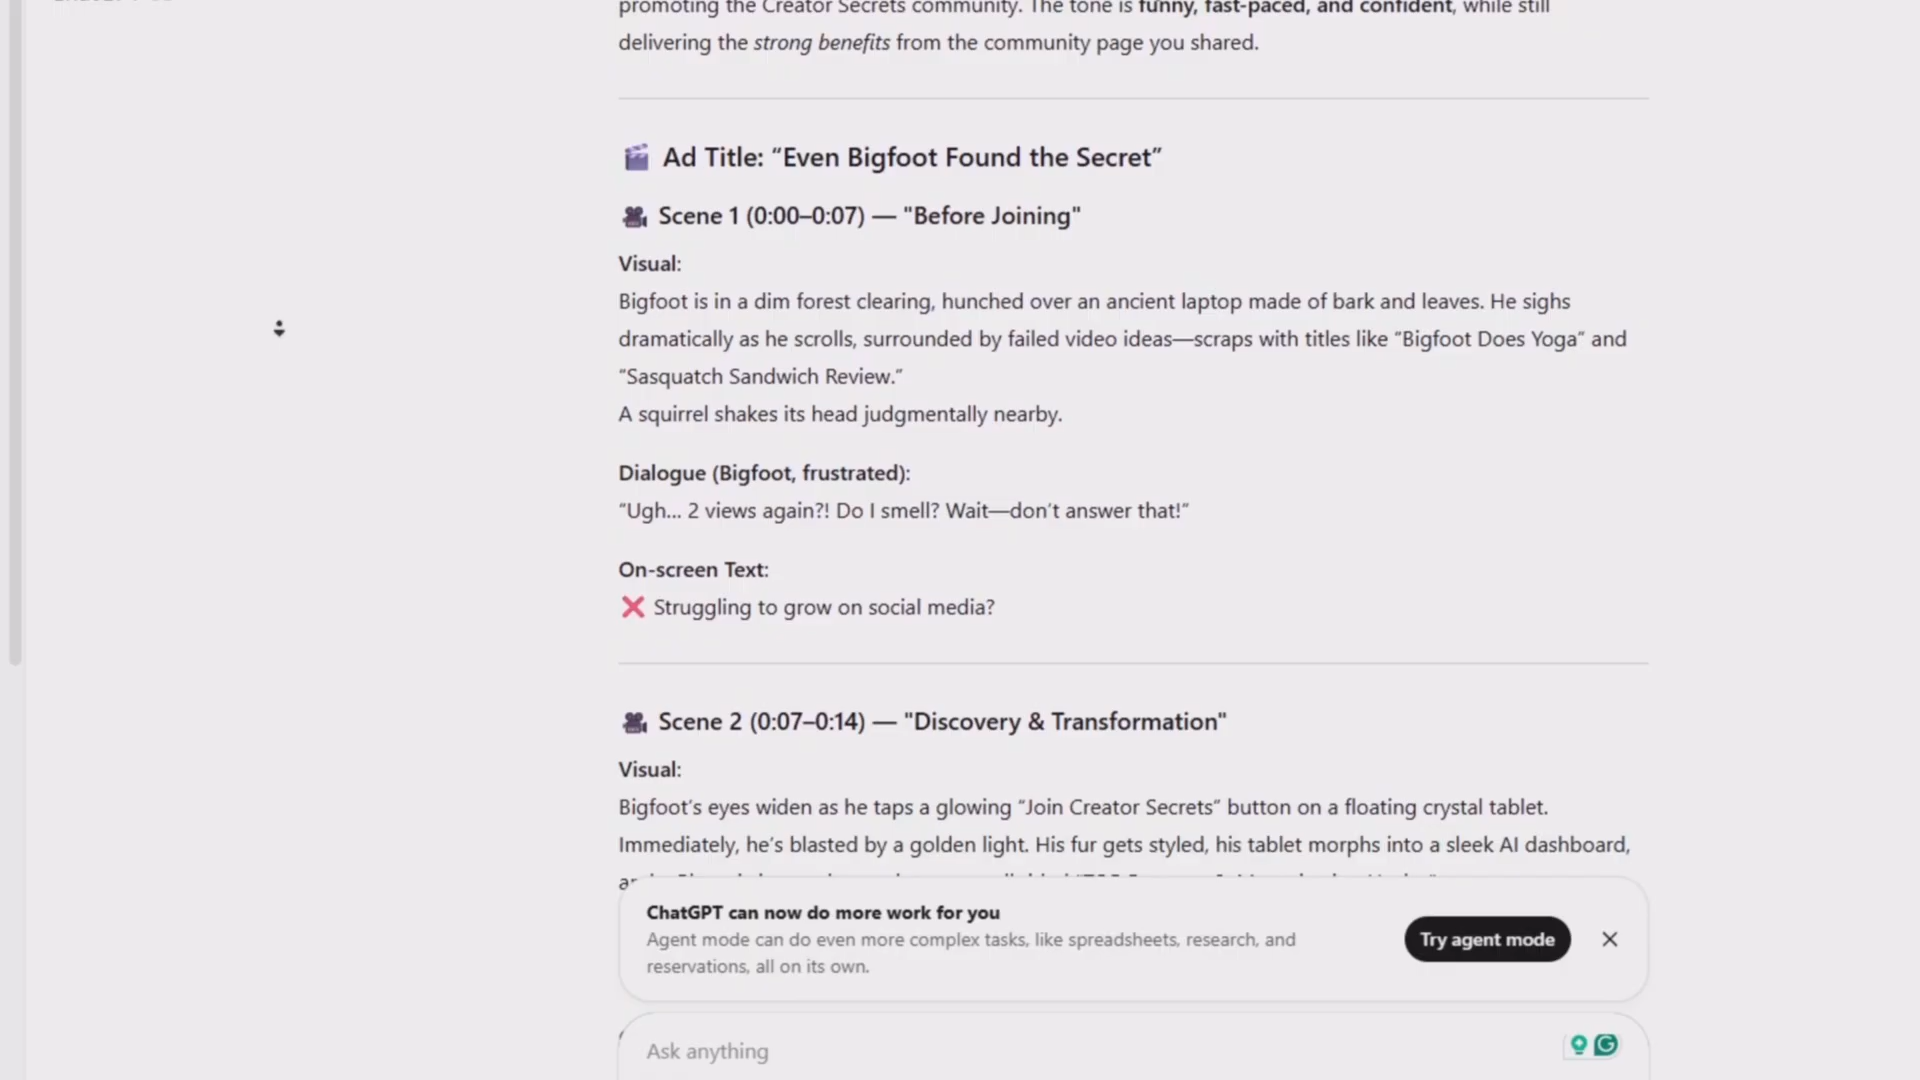 promoting the Creator Secrets community. The tone is funny, fast-paced, and confident, while still
delivering the strong benefits from the community page you shared.
🎬 Ad Title: “Even Bigfoot Found the Secret”
🎥 Scene 1 (0:00–0:07) — "Before Joining"
Visual:
Bigfoot is in a dim forest clearing, hunched over an ancient laptop made of bark and leaves. He sighs
dramatically as he scrolls, surrounded by failed video ideas—scraps with titles like “Bigfoot Does Yoga” and
“Sasquatch Sandwich Review.”
A squirrel shakes its head judgmentally nearby.
Dialogue (Bigfoot, frustrated):
“Ugh... 2 views again?! Do I smell? Wait—don’t answer that!”
On-screen Text:
❌ Struggling to grow on social media?
🎥 Scene 2 (0:07–0:14) — "Discovery & Transformation"
Visual:
Bigfoot’s eyes widen as he taps a glowing “Join Creator Secrets” button on a floating crystal tablet.
Immediately, he’s blasted by a golden light. His fur gets styled, his tablet morphs into a sleek AI dashboard,
ChatGPT can now do more work for you
Agent mode can do even more complex tasks, like spreadsheets, research, and
reservations, all on its own.
Try agent mode
Ask anything